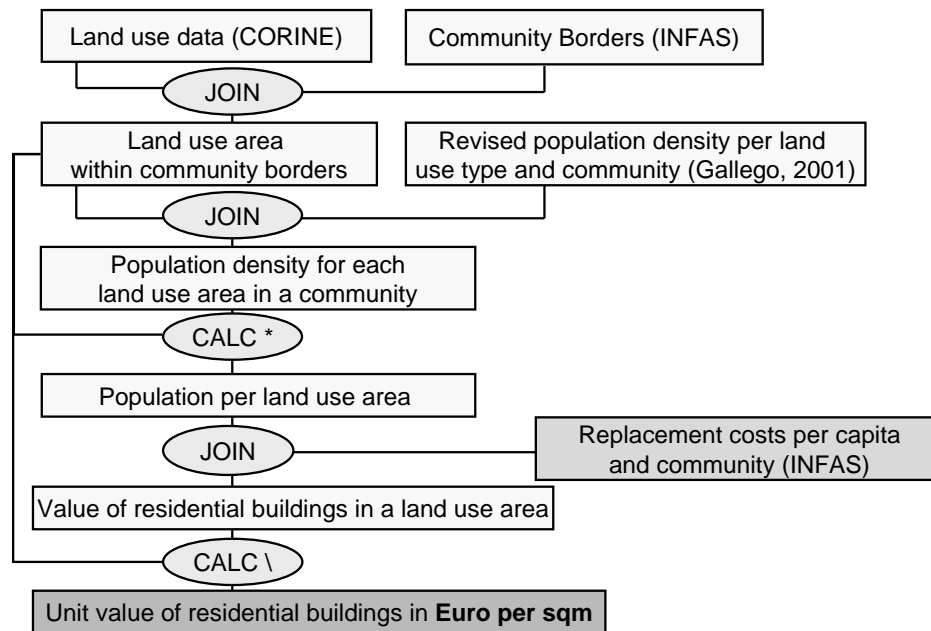 Land use data (CORINE)
Community Borders (INFAS)
JOIN
Land use area
within community borders
Revised population density per land
use type and community (Gallego, 2001)
JOIN
Population density for each
land use area in a community
CALC *
Population per land use area
JOIN
Replacement costs per capita
and community (INFAS)
Value of residential buildings in a land use area
CALC \
Unit value of residential buildings in Euro per sqm